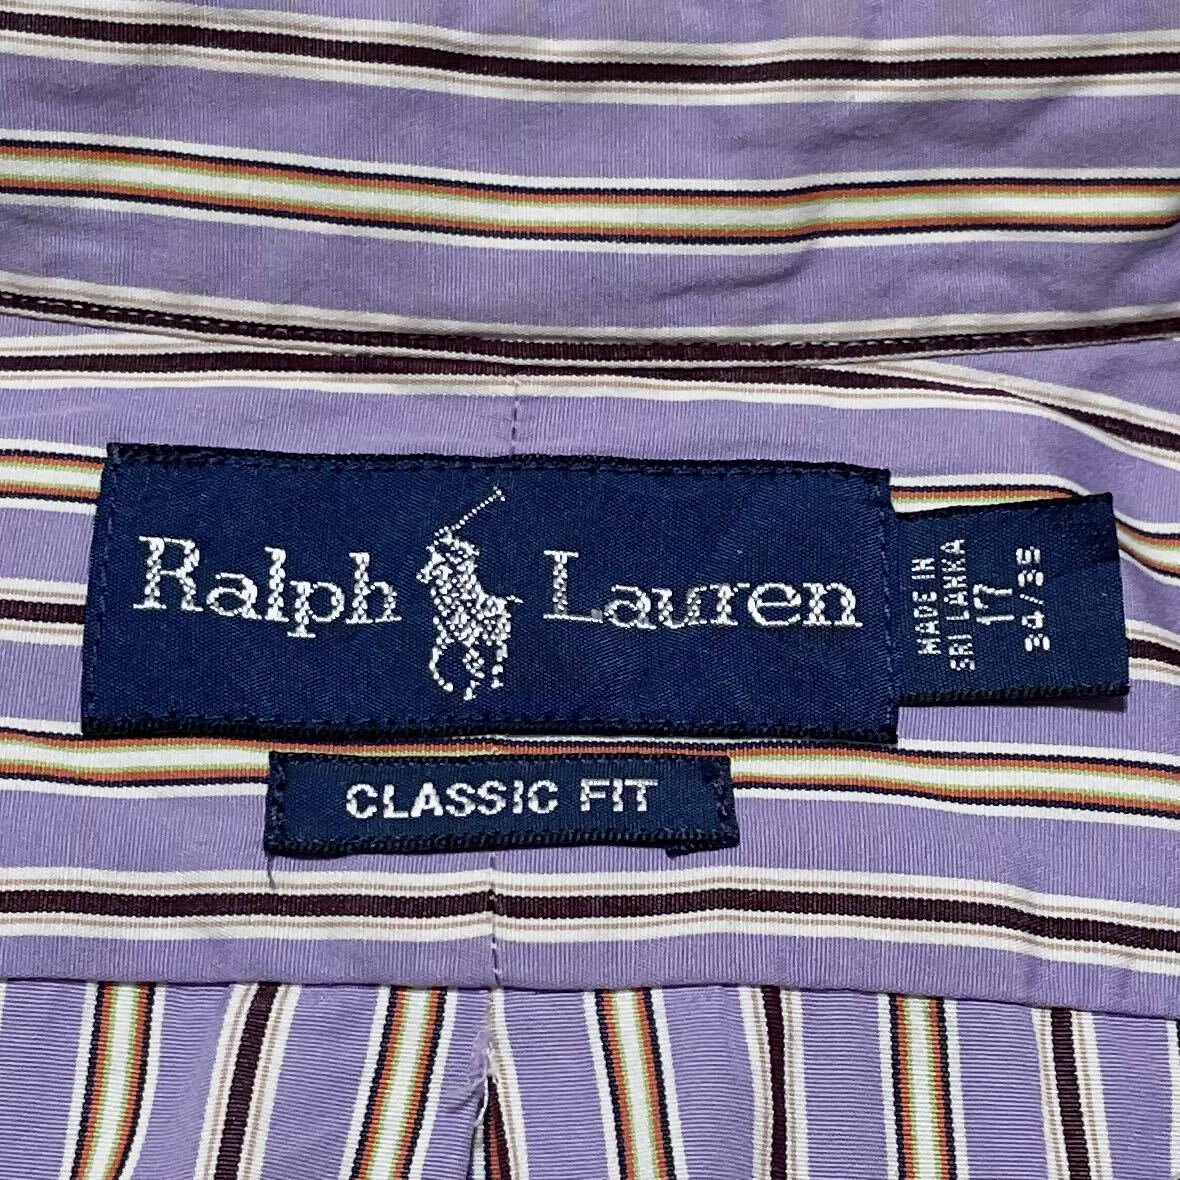 Ralph Lauren
MADE IN
SRI LANKA
17
34/35
CLASSIC FIT